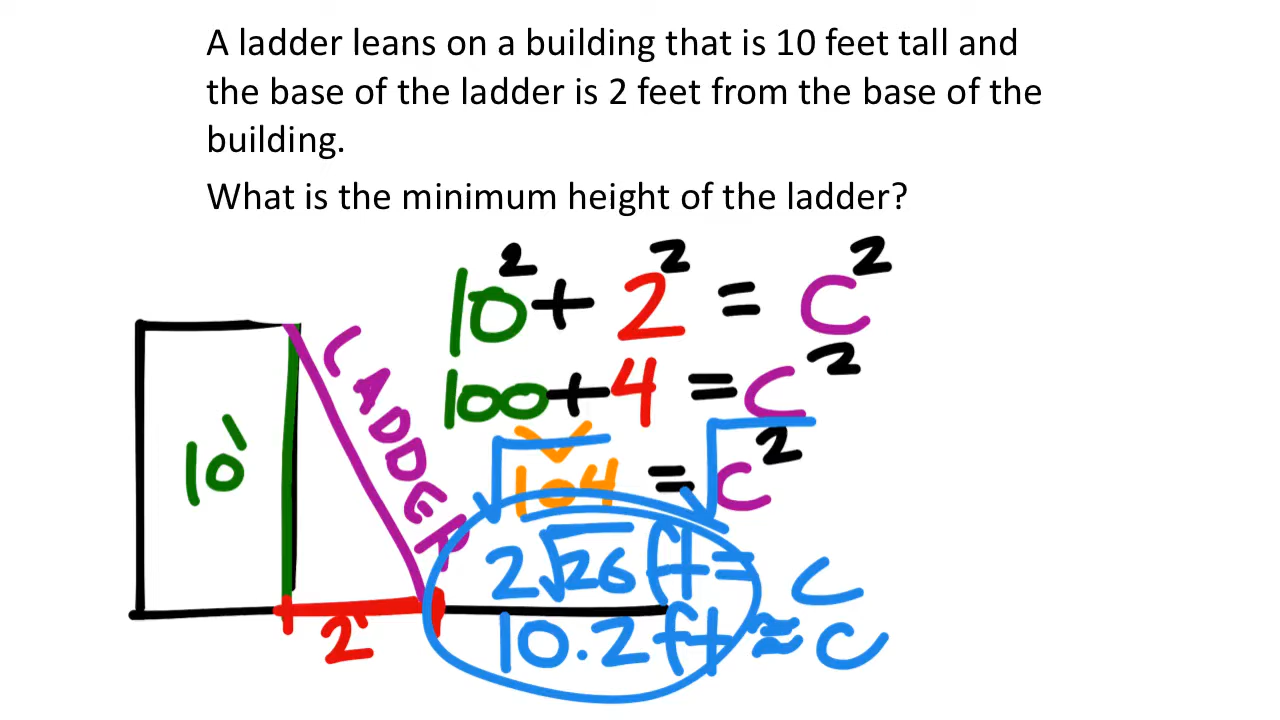 A ladder leans on a building that is 10 feet tall and
the base of the ladder is 2 feet from the base of the
building.
What is the minimum height of the ladder?
10² + 2² = c²
100 + 4 = c²
√104 = √c²
2√26 ft = c
10.2 ft ≈ c
LADDER
10'
2'